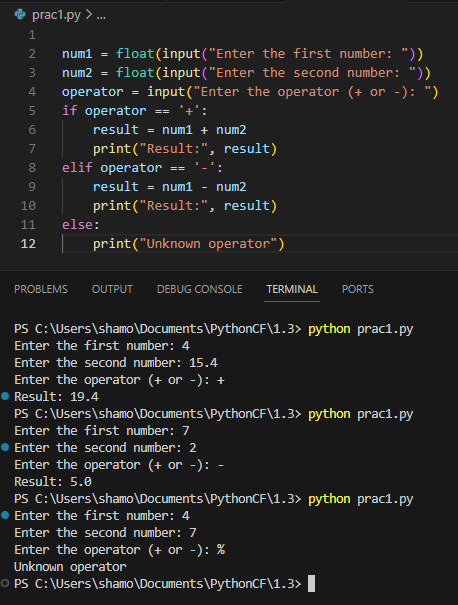 prac1.py > ...
1
2 num1 = float(input("Enter the first number: "))
3 num2 = float(input("Enter the second number: "))
4 operator = input("Enter the operator (+ or -): ")
5 if operator == '+':
6     result = num1 + num2
7     print("Result:", result)
8 elif operator == '-':
9     result = num1 - num2
10     print("Result:", result)
11 else:
12     print("Unknown operator")
PROBLEMS OUTPUT DEBUG CONSOLE TERMINAL PORTS
PS C:\Users\shamo\Documents\PythonCF\1.3> python prac1.py
Enter the first number: 4
Enter the second number: 15.4
Enter the operator (+ or -): +
Result: 19.4
PS C:\Users\shamo\Documents\PythonCF\1.3> python prac1.py
Enter the first number: 7
Enter the second number: 2
Enter the operator (+ or -): -
Result: 5.0
PS C:\Users\shamo\Documents\PythonCF\1.3> python prac1.py
Enter the first number: 4
Enter the second number: 7
Enter the operator (+ or -): %
Unknown operator
PS C:\Users\shamo\Documents\PythonCF\1.3>